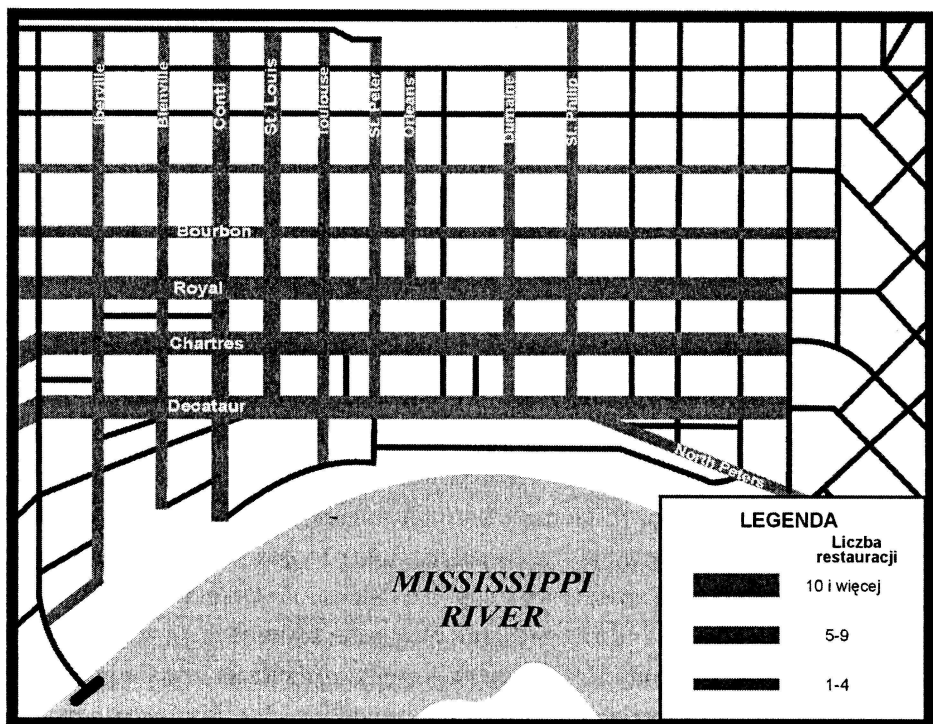 Iberville
Bienville
Conti
St. Louis
Toulouse
St. Peter
Orleans
Dumaine
St. Philip
Bourbon
Royal
Chartres
Decataur
North Peters
MISSISSIPPI
RIVER
LEGENDA
Liczba
restauracji
10 i więcej
5-9
1-4